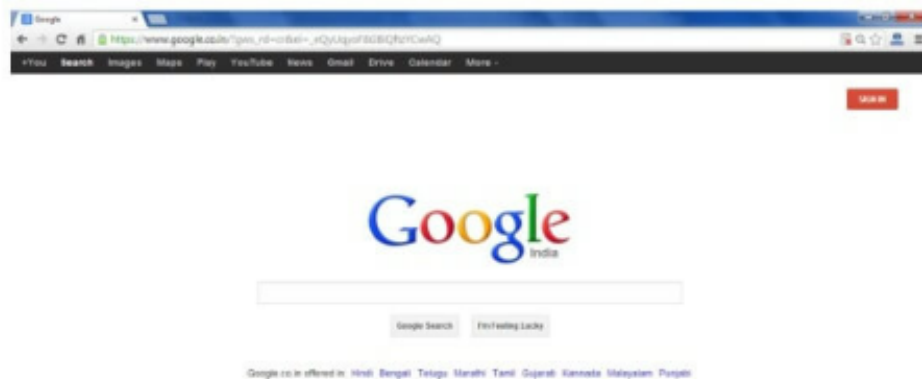 Google
https://www.google.co.in/
+You Search Images Maps Play YouTube News Gmail Drive Calendar More
SIGN IN
Google
India
Google Search I'm Feeling Lucky
Google.co.in offered in: Hindi Bengali Telugu Marathi Tamil Gujarati Kannada Malayalam Punjabi